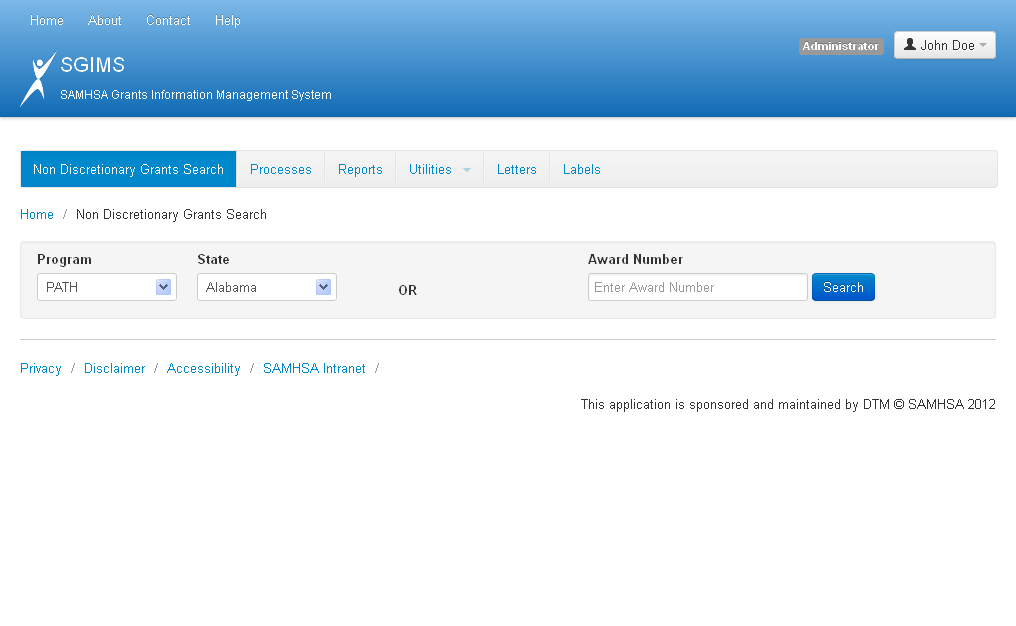 Home About Contact Help
Administrator John Doe
SGIMS
SAMHSA Grants Information Management System
Non Discretionary Grants Search Processes Reports Utilities Letters Labels
Home / Non Discretionary Grants Search
Program State Award Number
PATH Alabama OR Enter Award Number Search
Privacy / Disclaimer / Accessibility / SAMHSA Intranet /
This application is sponsored and maintained by DTM © SAMHSA 2012